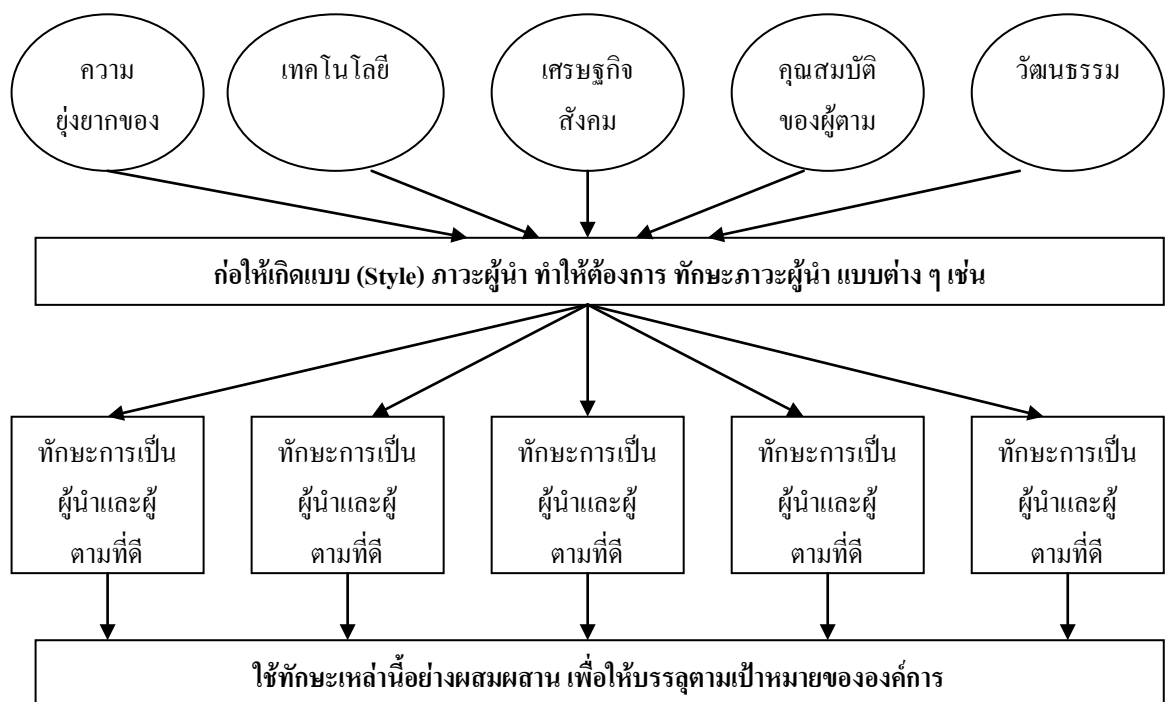 ความ
ยุ่งยากของ
เทคโนโลยี
เศรษฐกิจ
สังคม
คุณสมบัติ
ของผู้ตาม
วัฒนธรรม
ก่อให้เกิดแบบ (Style) ภาวะผู้นำ ทำให้ต้องการ ทักษะภาวะผู้นำ แบบต่าง ๆ เช่น
ทักษะการเป็น
ผู้นำและผู้
ตามที่ดี
ทักษะการเป็น
ผู้นำและผู้
ตามที่ดี
ทักษะการเป็น
ผู้นำและผู้
ตามที่ดี
ทักษะการเป็น
ผู้นำและผู้
ตามที่ดี
ทักษะการเป็น
ผู้นำและผู้
ตามที่ดี
ใช้ทักษะเหล่านี้อย่างผสมผสาน เพื่อให้บรรลุตามเป้าหมายขององค์การ